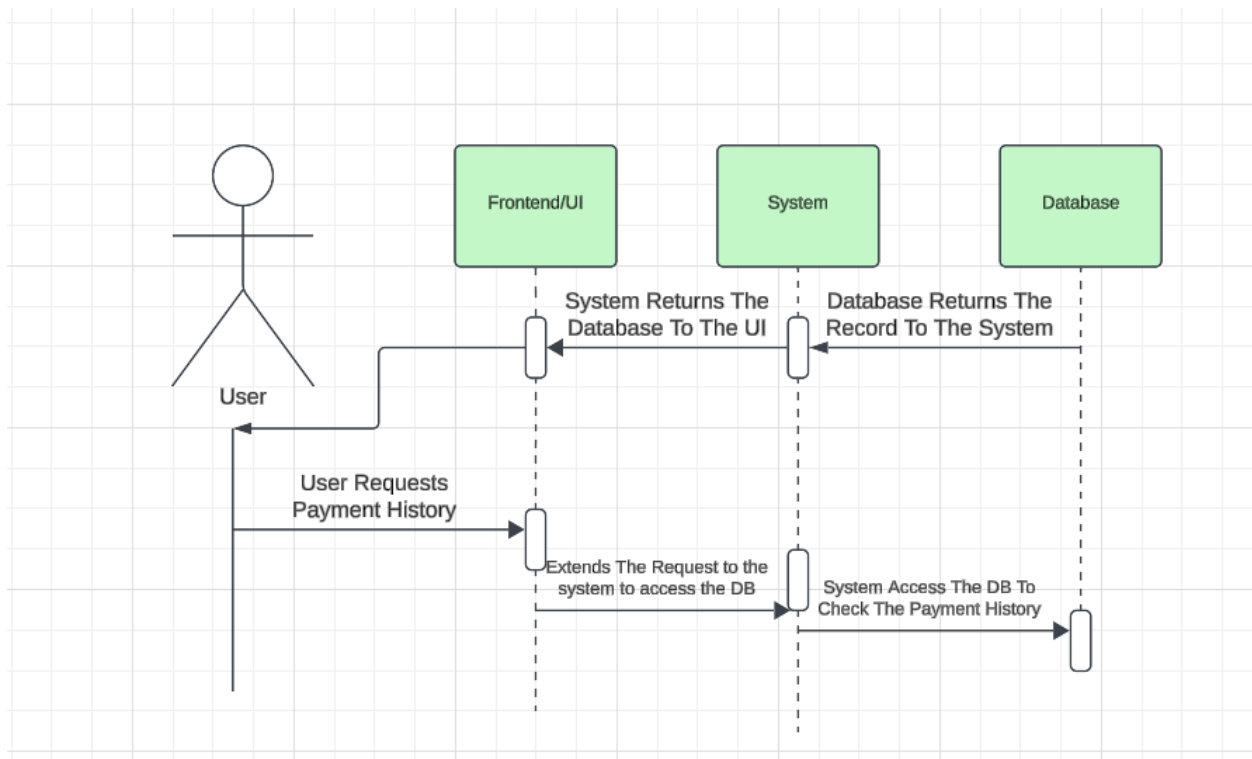 Frontend/UI
System
Database
System Returns The
Database To The UI
Database Returns The
Record To The System
User
User Requests
Payment History
Extends The Request to the
system to access the DB
System Access The DB To
Check The Payment History